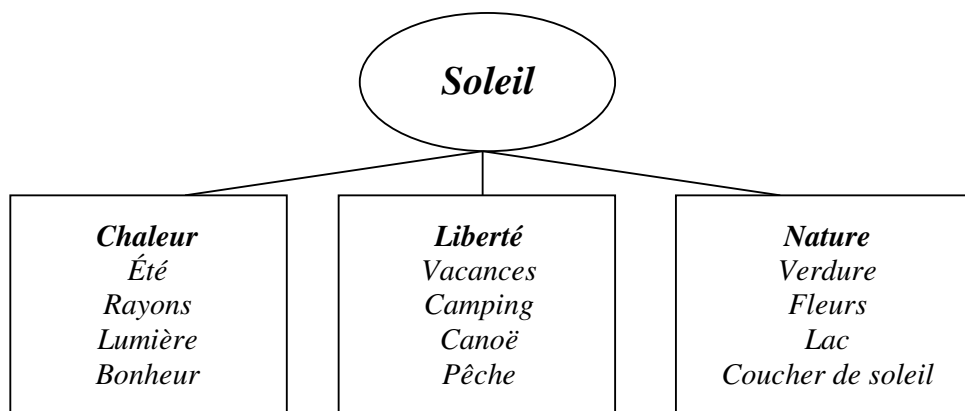 Soleil
Chaleur
Été
Rayons
Lumière
Bonheur
Liberté
Vacances
Camping
Canoë
Pêche
Nature
Verdure
Fleurs
Lac
Coucher de soleil